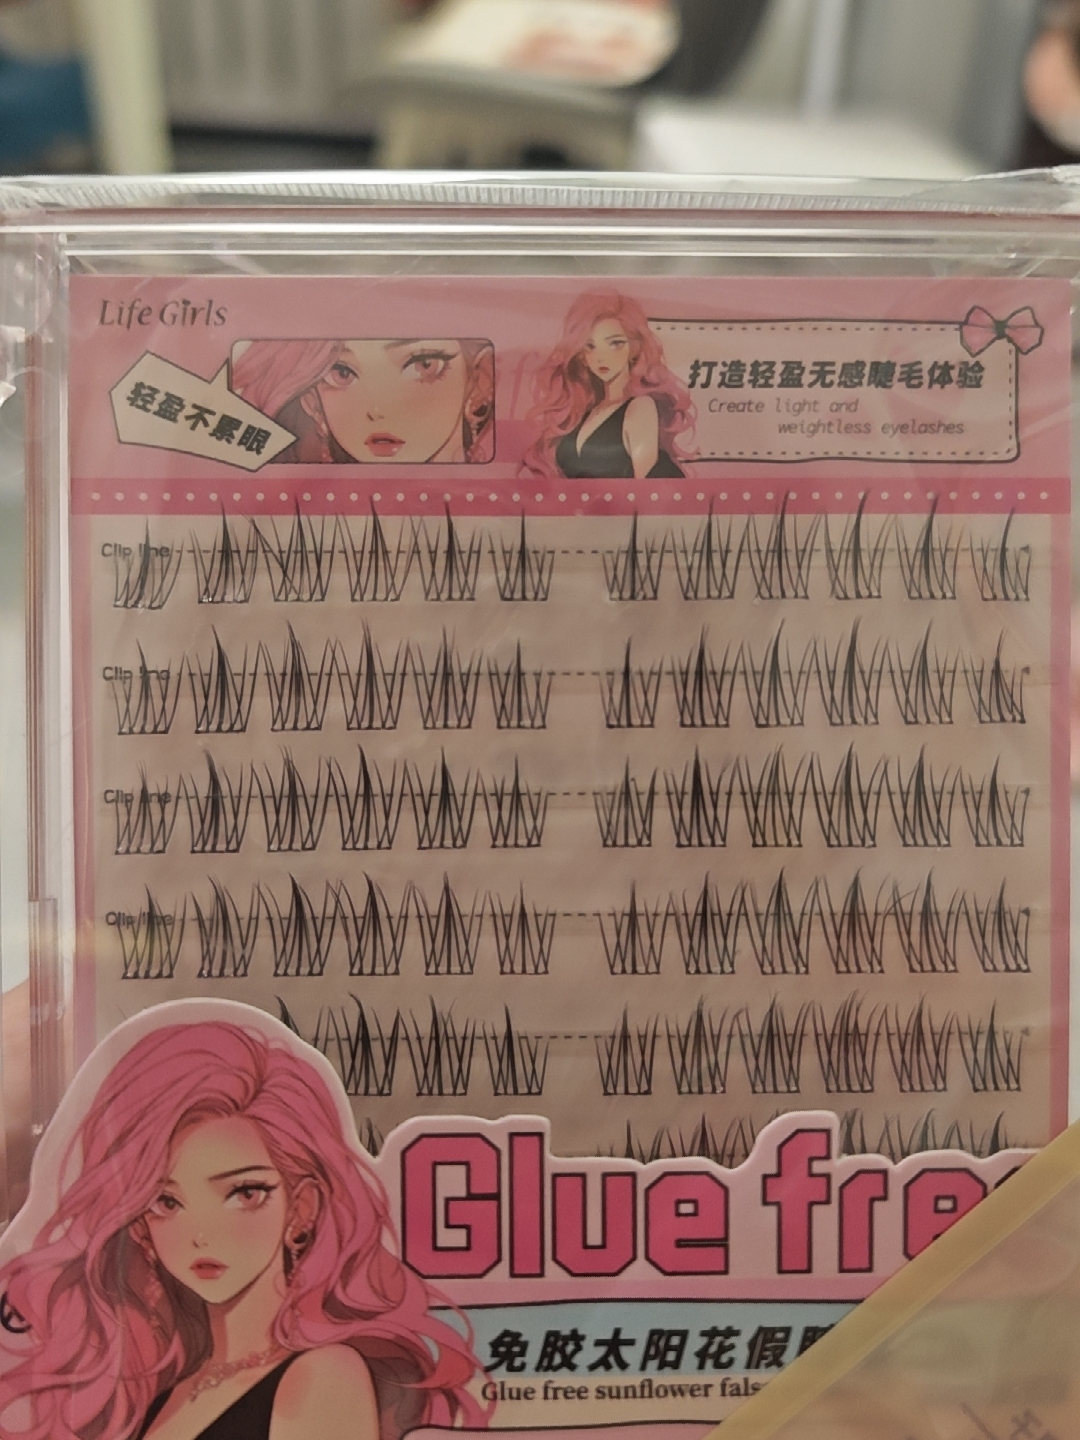 Life Girls
轻盈不累眼
打造轻盈无感睫毛体验
Create light and
weightless eyelashes
Clip line
Clip line
Clip line
Clip line
Glue free
免胶太阳花假
Glue free sunflower